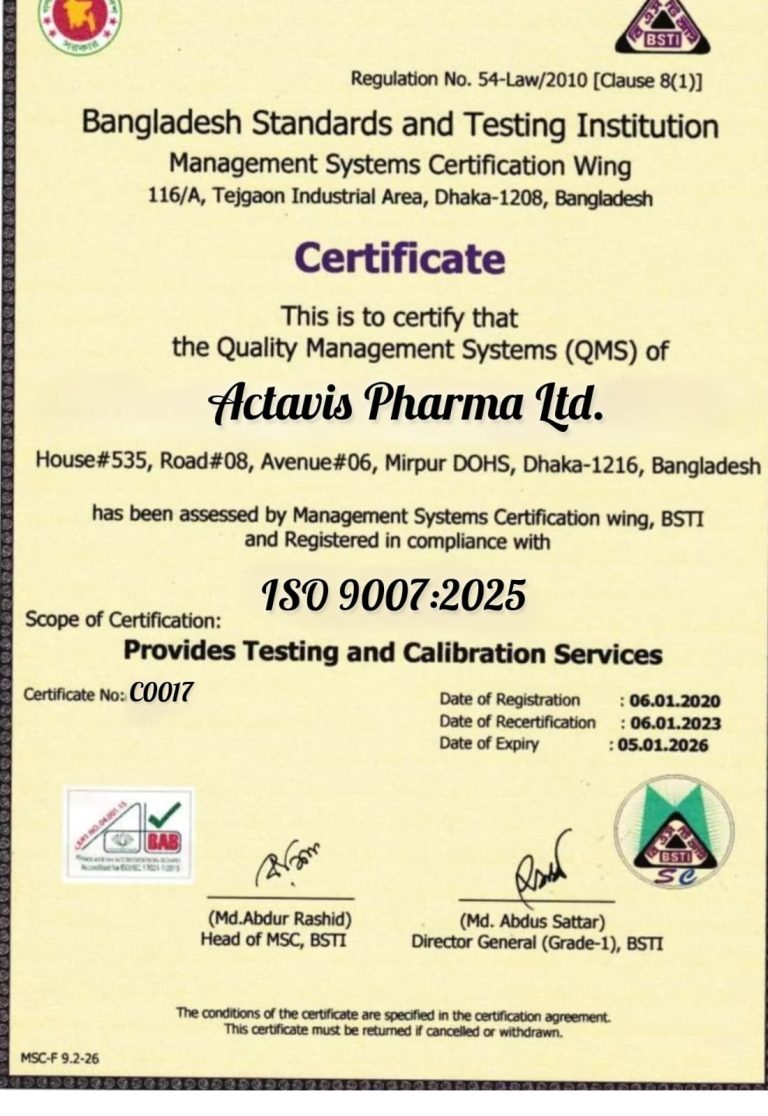 সরকার
বি এস টি আই
BSTI
Regulation No. 54-Law/2010 [Clause 8(1)]
Bangladesh Standards and Testing Institution
Management Systems Certification Wing
116/A, Tejgaon Industrial Area, Dhaka-1208, Bangladesh
Certificate
This is to certify that
the Quality Management Systems (QMS) of
Actavis Pharma Ltd.
House#535, Road#08, Avenue#06, Mirpur DOHS, Dhaka-1216, Bangladesh
has been assessed by Management Systems Certification wing, BSTI
and Registered in compliance with
ISO 9007:2025
Scope of Certification:
Provides Testing and Calibration Services
Certificate No: C0017
Date of Registration : 06.01.2020
Date of Recertification : 06.01.2023
Date of Expiry : 05.01.2026
BAB
বি এস টি আই
BSTI
SC
(Md.Abdur Rashid)
Head of MSC, BSTI
(Md. Abdus Sattar)
Director General (Grade-1), BSTI
The conditions of the certificate are specified in the certification agreement.
This certificate must be returned if cancelled or withdrawn.
MSC-F 9.2-26